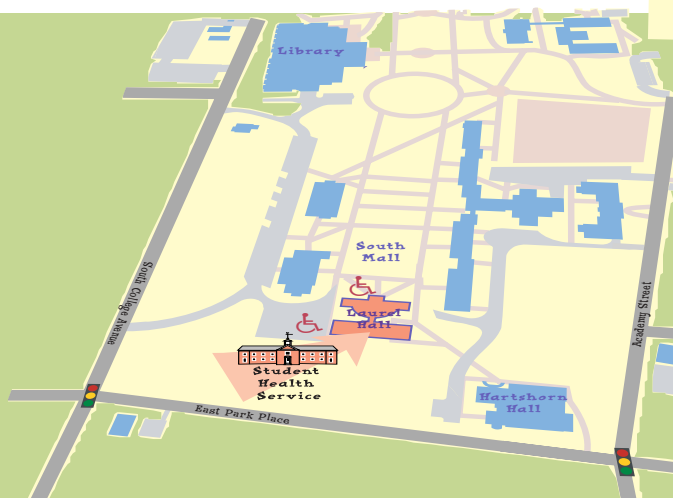 Library
South
Mall
Laurel
Hall
Student
Health
Service
Hartshorn
Hall
South College Avenue
East Park Place
Academy Street